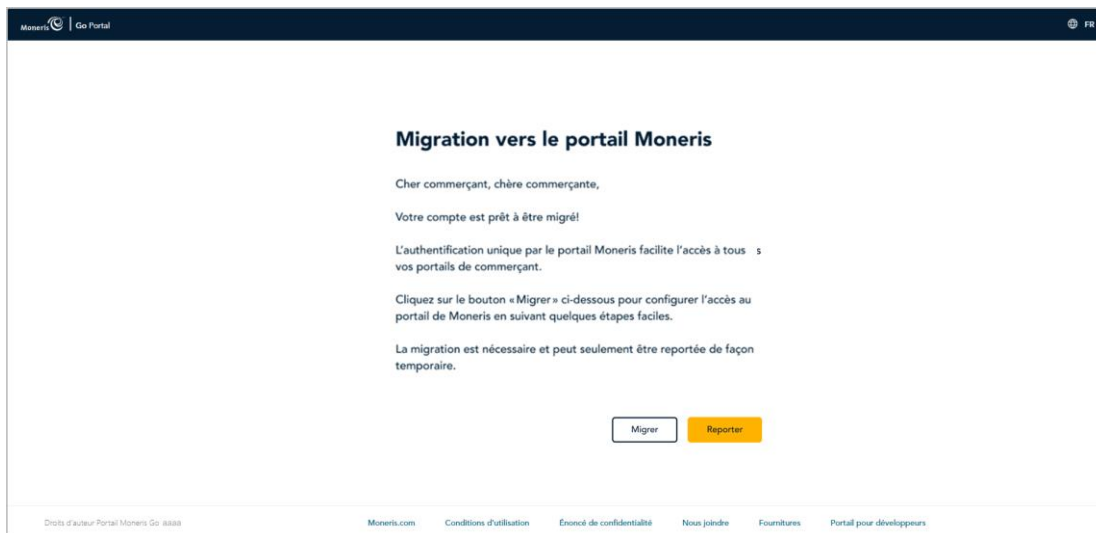 Moneris | Go Portal
FR
Migration vers le portail Moneris
Cher commerçant, chère commerçante,
Votre compte est prêt à être migré!
L'authentification unique par le portail Moneris facilite l'accès à tous s
vos portails de commerçant.
Cliquez sur le bouton « Migrer » ci-dessous pour configurer l'accès au
portail de Moneris en suivant quelques étapes faciles.
La migration est nécessaire et peut seulement être reportée de façon
temporaire.
Migrer Reporter
Droits d'auteur Portail Moneris Go aaaa Moneris.com Conditions d'utilisation Énoncé de confidentialité Nous joindre Fournitures Portail pour développeurs